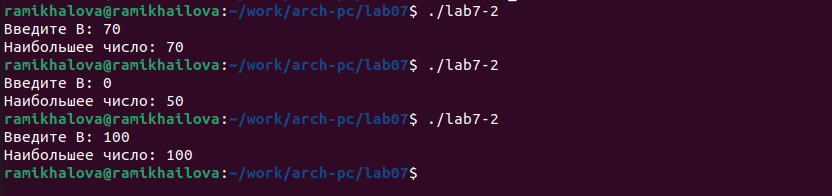 ramikhalova@ramikhailova:~/work/arch-pc/lab07$ ./lab7-2
Введите В: 70
Наибольшее число: 70
ramikhalova@ramikhailova:~/work/arch-pc/lab07$ ./lab7-2
Введите В: 0
Наибольшее число: 50
ramikhalova@ramikhailova:~/work/arch-pc/lab07$ ./lab7-2
Введите В: 100
Наибольшее число: 100
ramikhalova@ramikhailova:~/work/arch-pc/lab07$